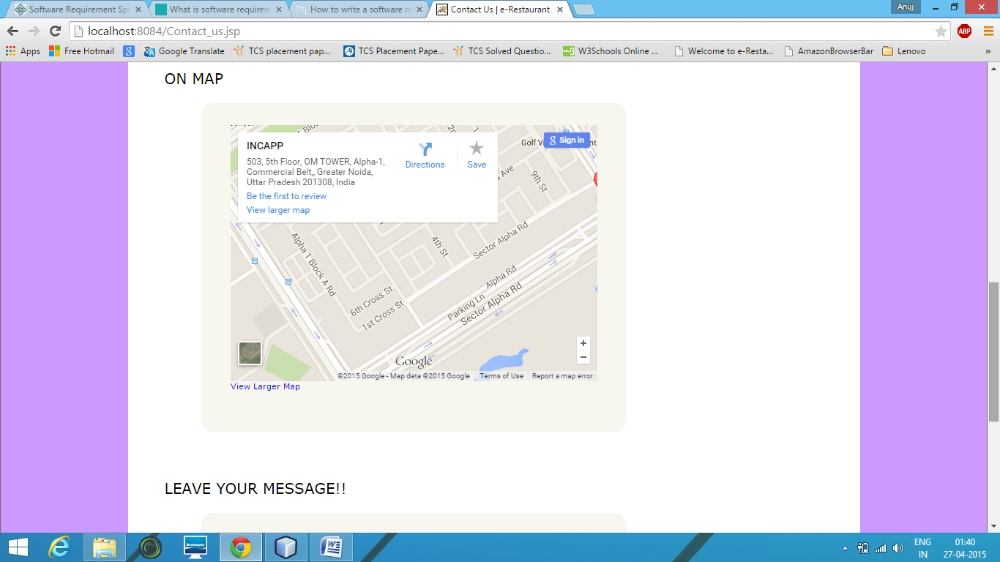 Software Requirement Spe
What is software requirem
How to write a software re
Contact Us | e-Restaurant
Anuj
localhost:8084/Contact_us.jsp
ABP
Apps
Free Hotmail
Google Translate
TCS placement pap...
TCS Placement Pape...
TCS Solved Questio...
W3Schools Online ...
Welcome to e-Resta...
AmazonBrowserBar
Lenovo
»
ON MAP
INCAPP
503, 5th Floor, OM TOWER, Alpha-1,
Commercial Belt,, Greater Noida,
Uttar Pradesh 201308, India
Be the first to review
View larger map
Directions
Save
Golf V
nts
Sign in
s Ave
9th St
4th St
Sector Alpha Rd
Alpha 1 Block A Rd
Alpha Rd
Parking Ln
Sector Alpha Rd
6th Cross St
1st Cross St
Google
©2015 Google - Map data ©2015 Google
Terms of Use
Report a map error
View Larger Map
LEAVE YOUR MESSAGE!!
lenovo
ENG
IN
01:40
27-04-2015